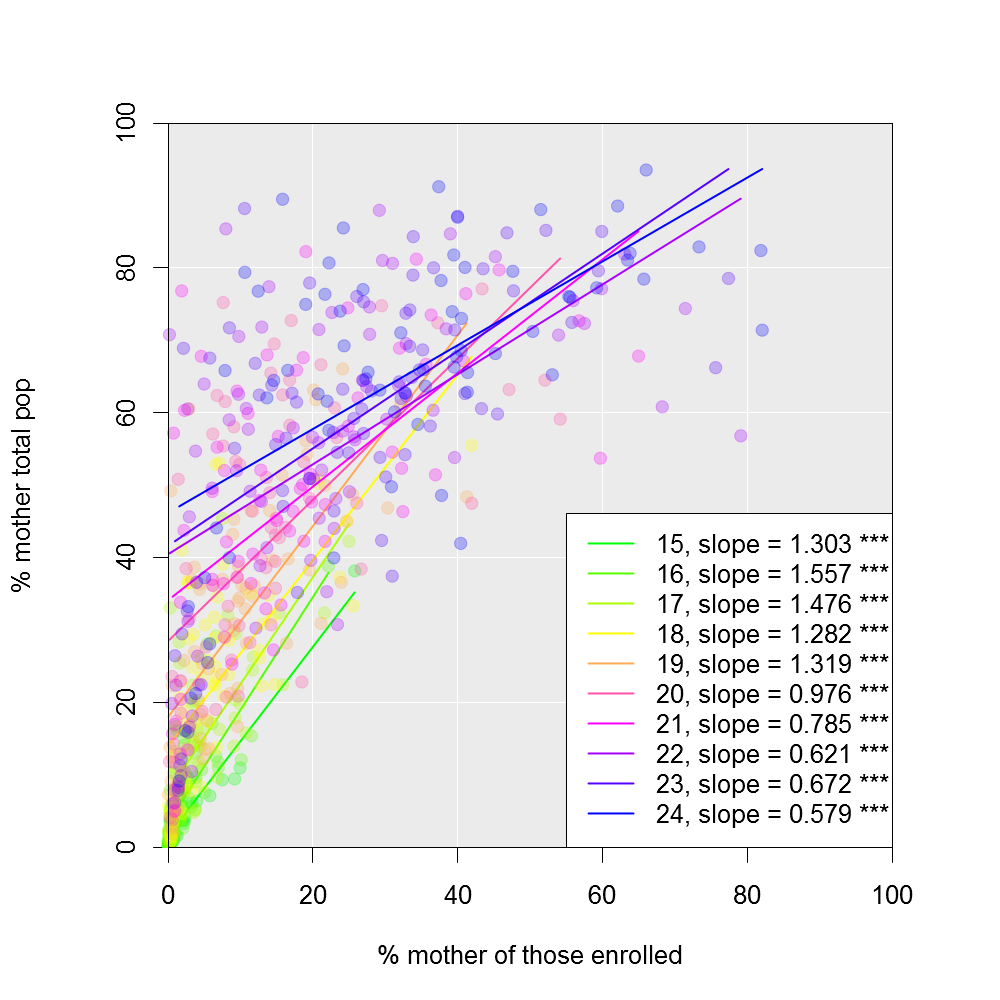 100
80
60
40
20
0
% mother total pop
15, slope = 1.303 ***
16, slope = 1.557 ***
17, slope = 1.476 ***
18, slope = 1.282 ***
19, slope = 1.319 ***
20, slope = 0.976 ***
21, slope = 0.785 ***
22, slope = 0.621 ***
23, slope = 0.672 ***
24, slope = 0.579 ***
0 20 40 60 80 100
% mother of those enrolled